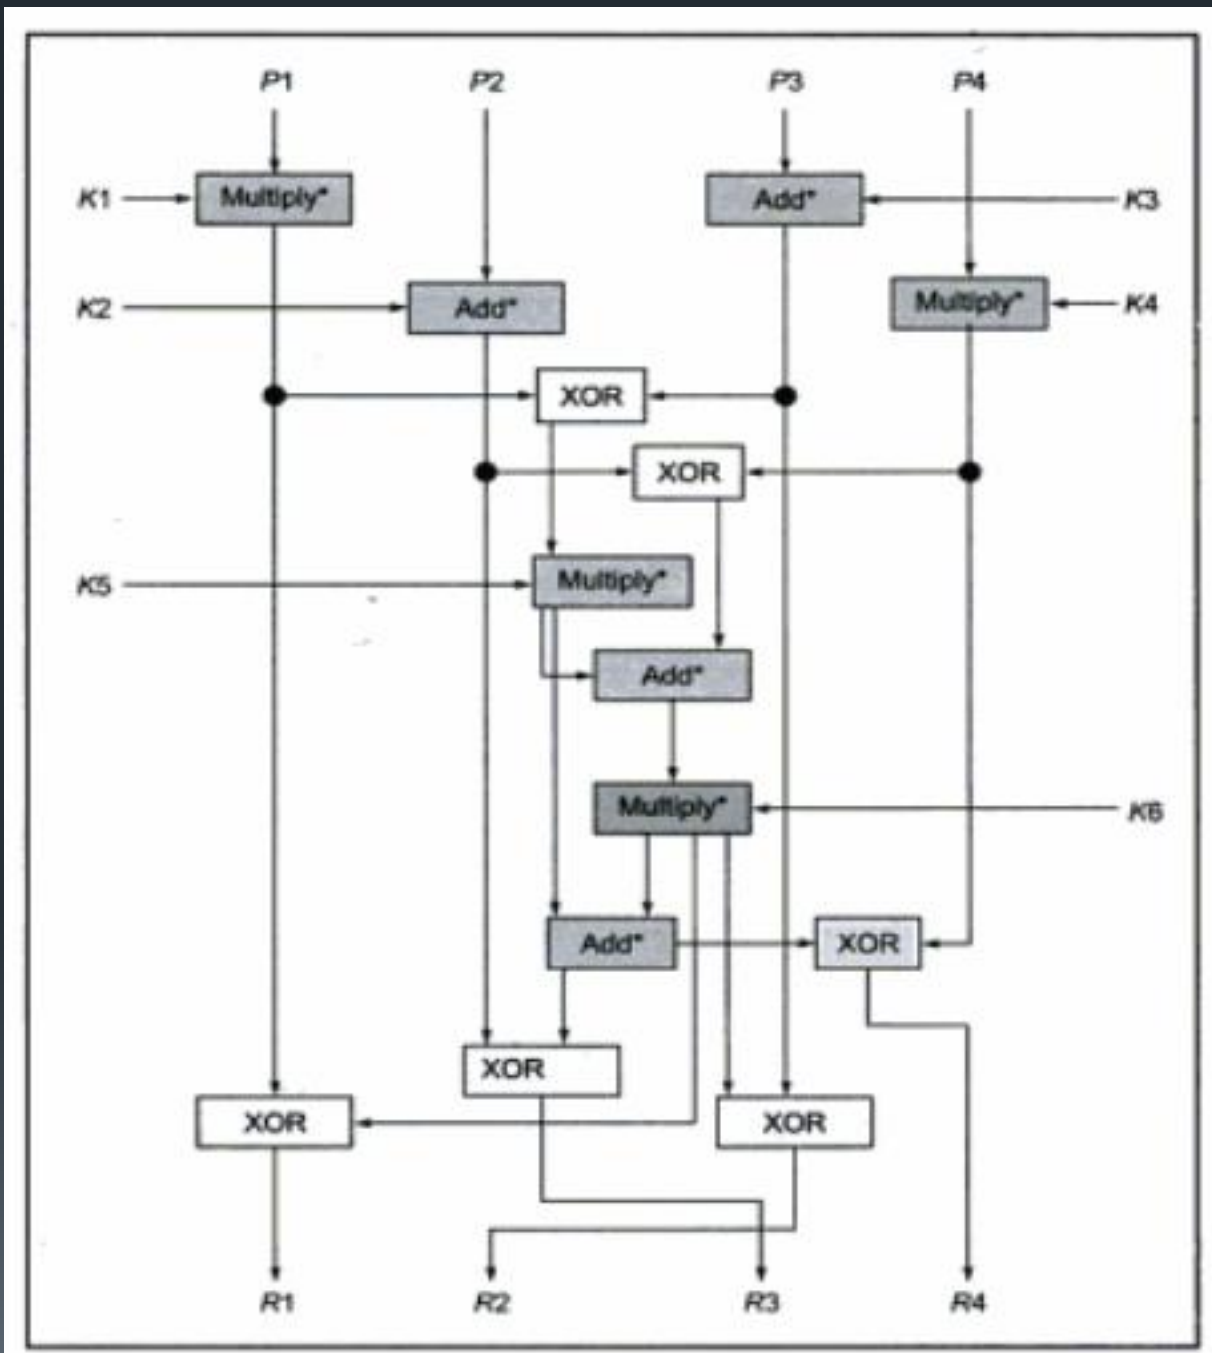 P1 P2 P3 P4
K1 Multiply* Add* K3
K2 Add* Multiply* K4
XOR
XOR
K5 Multiply*
Add*
Multiply* K6
Add* XOR
XOR
XOR XOR
R1 R2 R3 R4